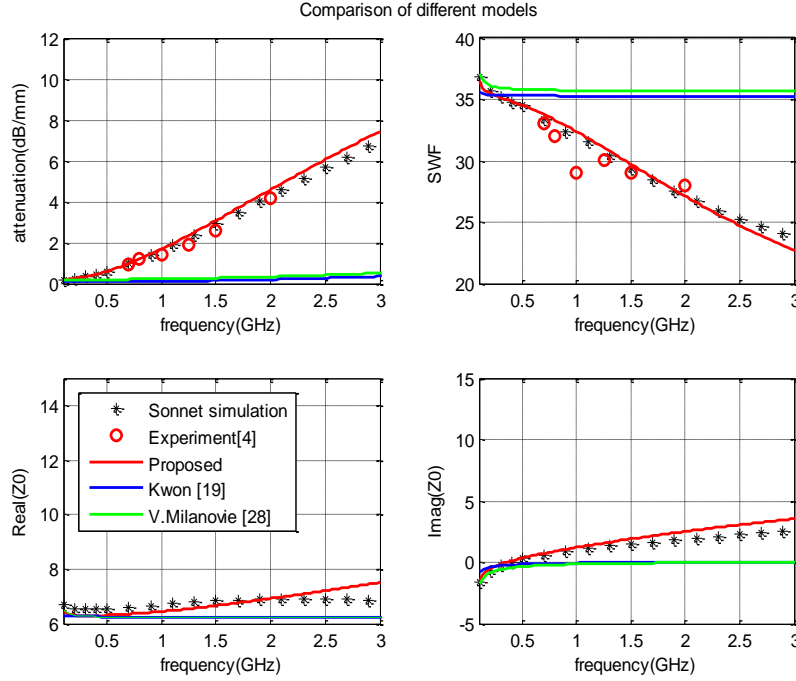 Comparison of different models
12
10
8
6
4
2
0
attenuation(dB/mm)
0.5 1 1.5 2 2.5 3
frequency(GHz)
40
35
30
25
20
SWF
0.5 1 1.5 2 2.5 3
frequency(GHz)
14
12
10
8
6
Real(Z0)
Sonnet simulation
Experiment[4]
Proposed
Kwon [19]
V.Milanovie [28]
0.5 1 1.5 2 2.5 3
frequency(GHz)
15
10
5
0
-5
Imag(Z0)
0.5 1 1.5 2 2.5 3
frequency(GHz)